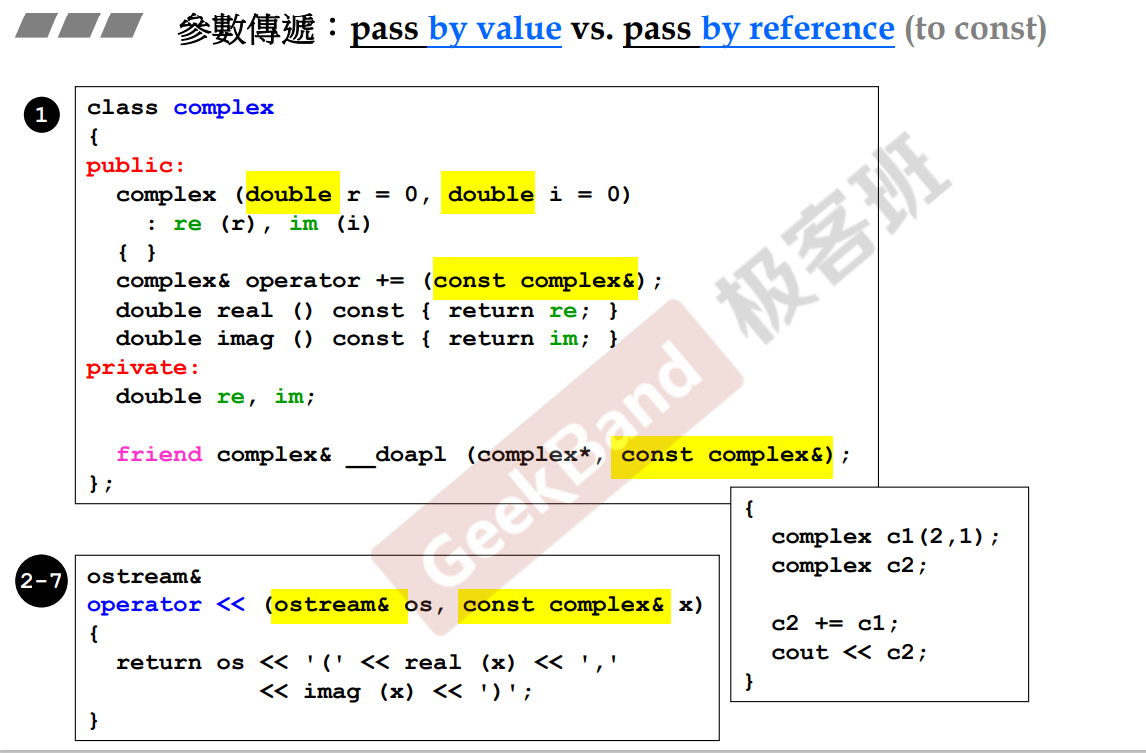 參數傳遞：pass by value vs. pass by reference (to const)
1
class complex
{
public:
  complex (double r = 0, double i = 0)
    : re (r), im (i)
  { }
  complex& operator += (const complex&);
  double real () const { return re; }
  double imag () const { return im; }
private:
  double re, im;
  friend complex& __doapl (complex*, const complex&);
};
{
  complex c1(2,1);
  complex c2;
  c2 += c1;
  cout << c2;
}
2-7
ostream&
operator << (ostream& os, const complex& x)
{
  return os << '(' << real (x) << ','
            << imag (x) << ')';
}
GeekBand 极客班